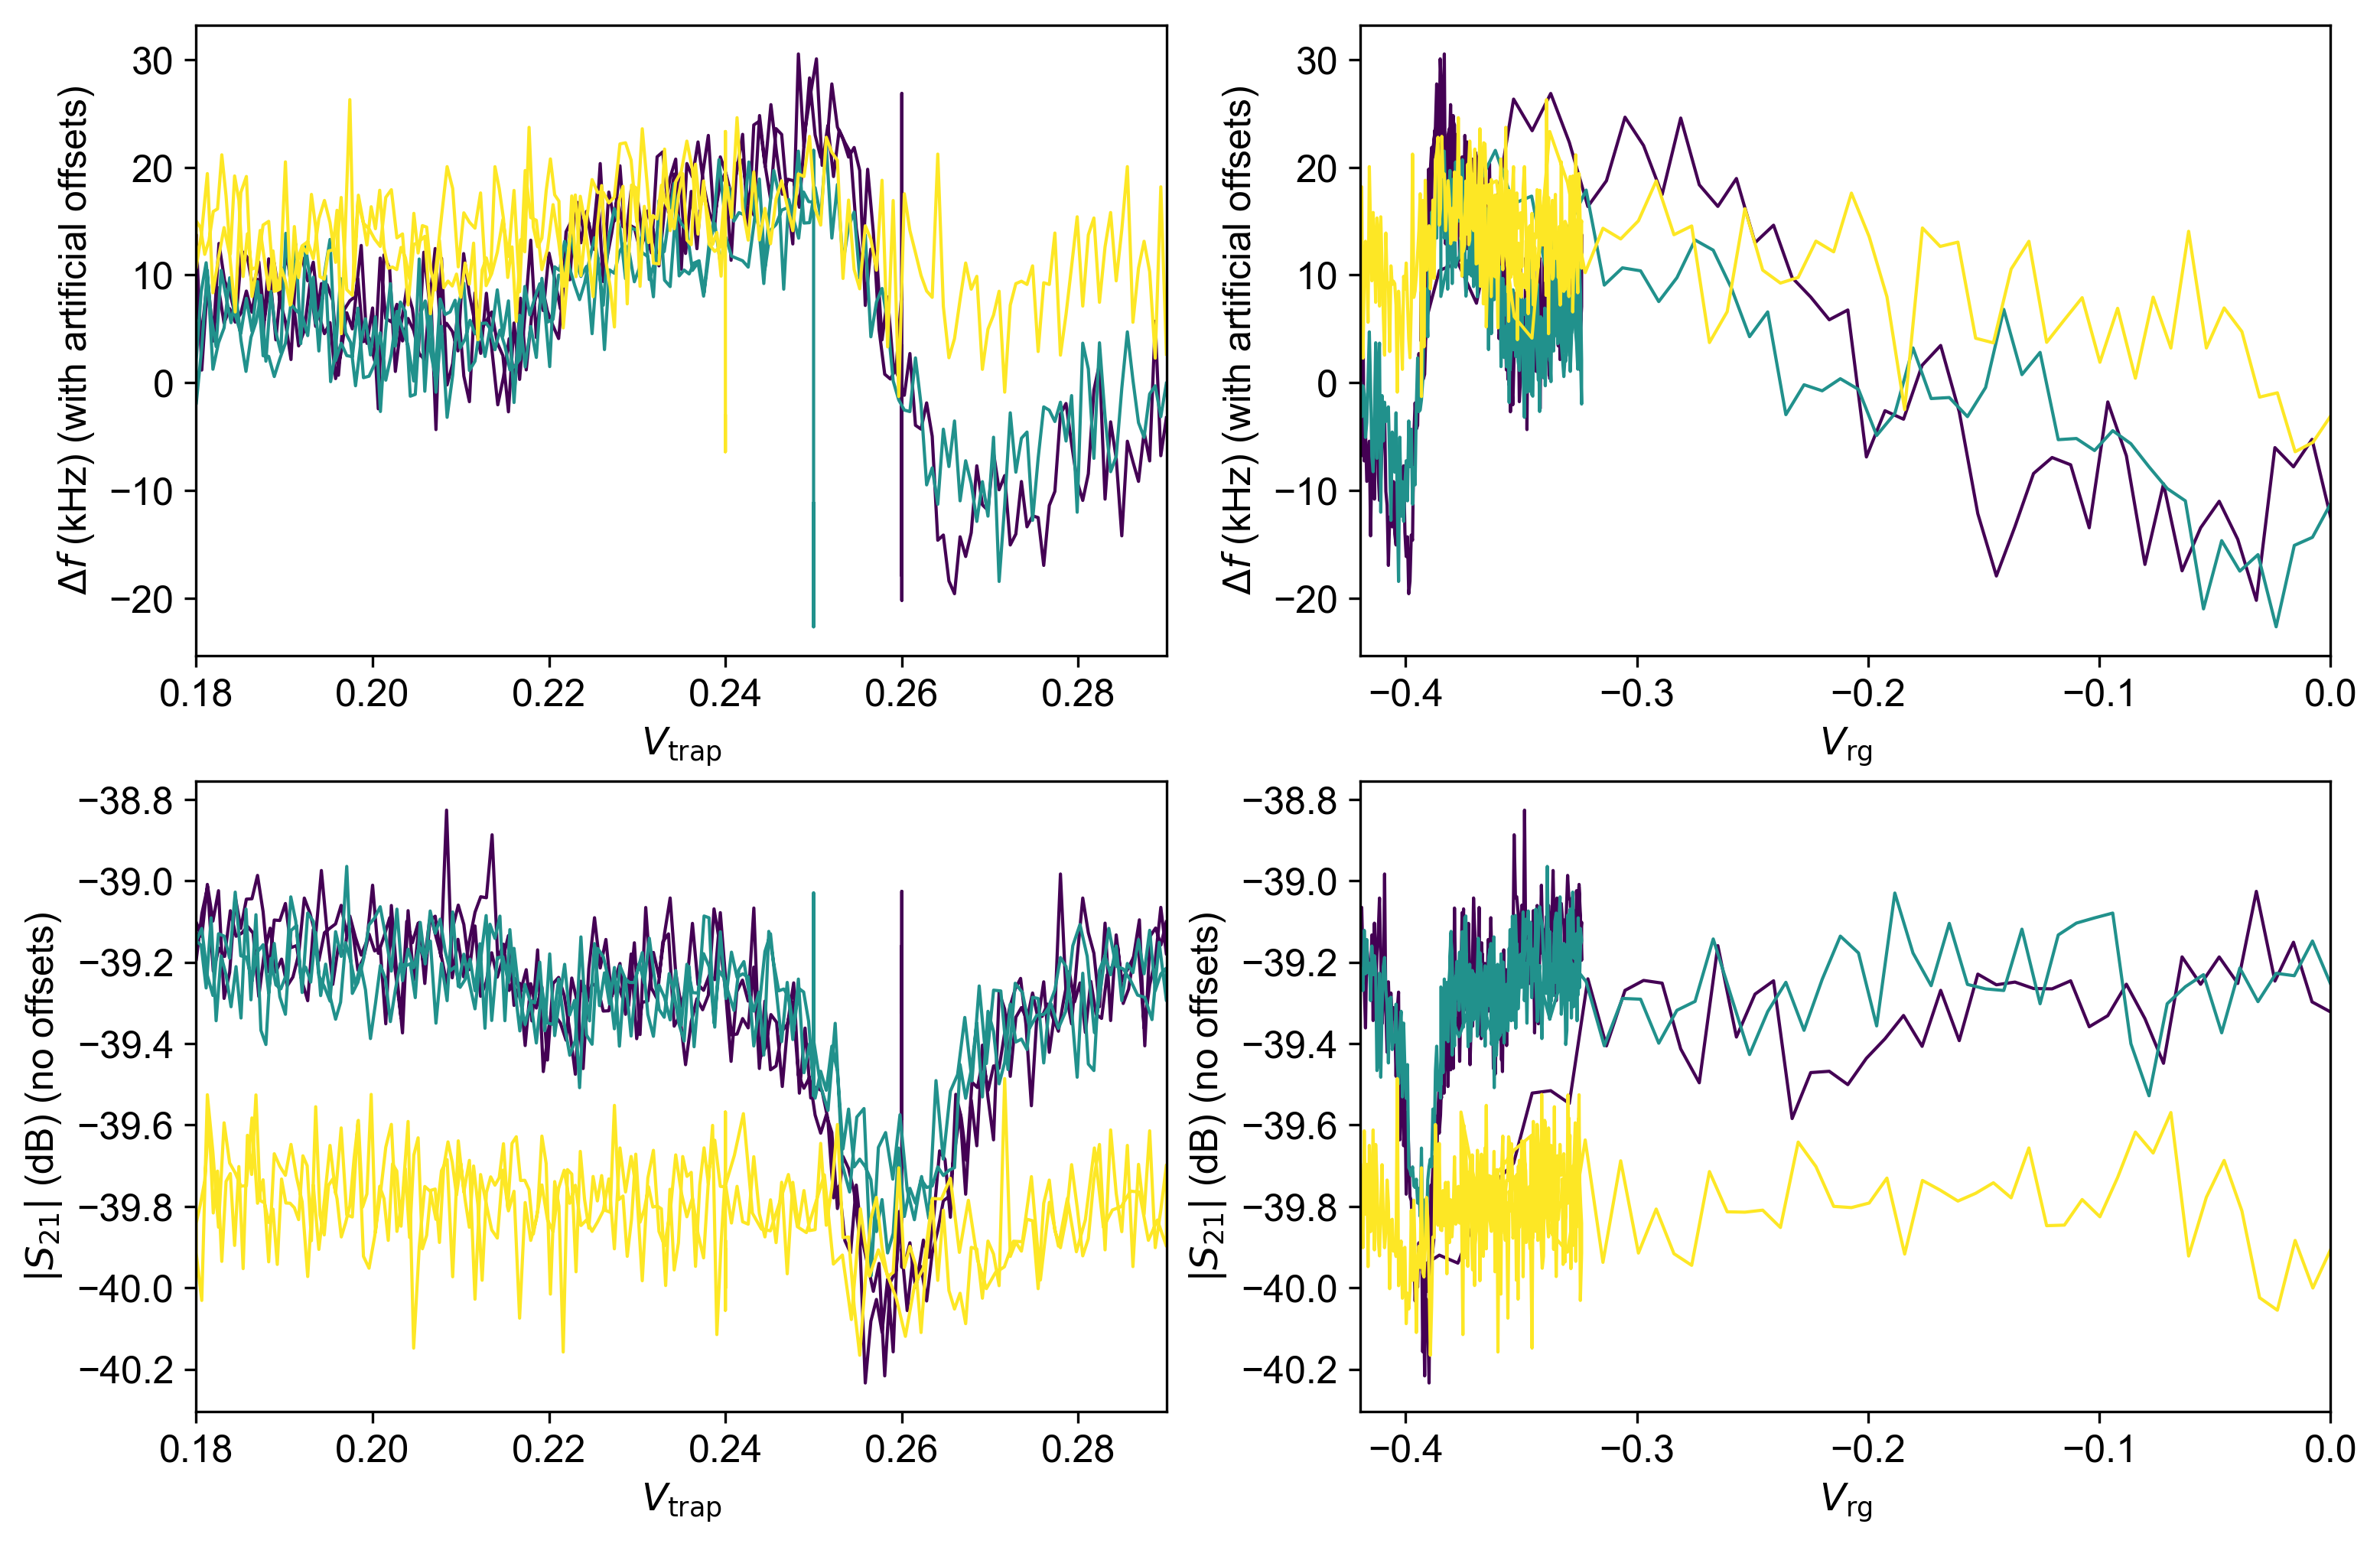 30
20
10
0
−10
−20
Δf (kHz) (with artificial offsets)
0.18 0.20 0.22 0.24 0.26 0.28
V_trap
30
20
10
0
−10
−20
Δf (kHz) (with artificial offsets)
−0.4 −0.3 −0.2 −0.1 0.0
V_rg
−38.8
−39.0
−39.2
−39.4
−39.6
−39.8
−40.0
−40.2
|S_21| (dB) (no offsets)
0.18 0.20 0.22 0.24 0.26 0.28
V_trap
−38.8
−39.0
−39.2
−39.4
−39.6
−39.8
−40.0
−40.2
|S_21| (dB) (no offsets)
−0.4 −0.3 −0.2 −0.1 0.0
V_rg